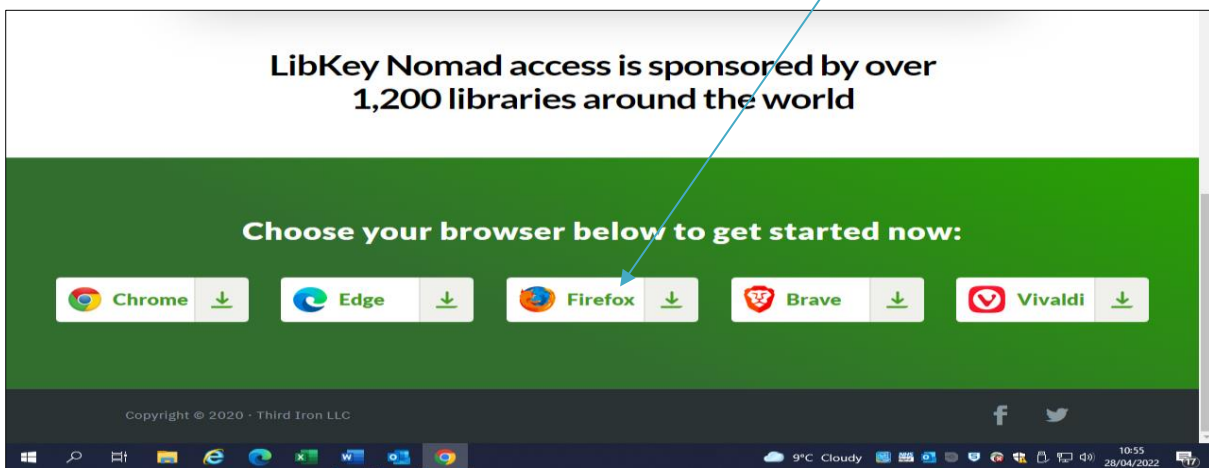 LibKey Nomad access is sponsored by over
1,200 libraries around the world
Choose your browser below to get started now:
Chrome
Edge
Firefox
Brave
Vivaldi
Copyright © 2020 - Third Iron LLC
9°C Cloudy
10:55
28/04/2022
17